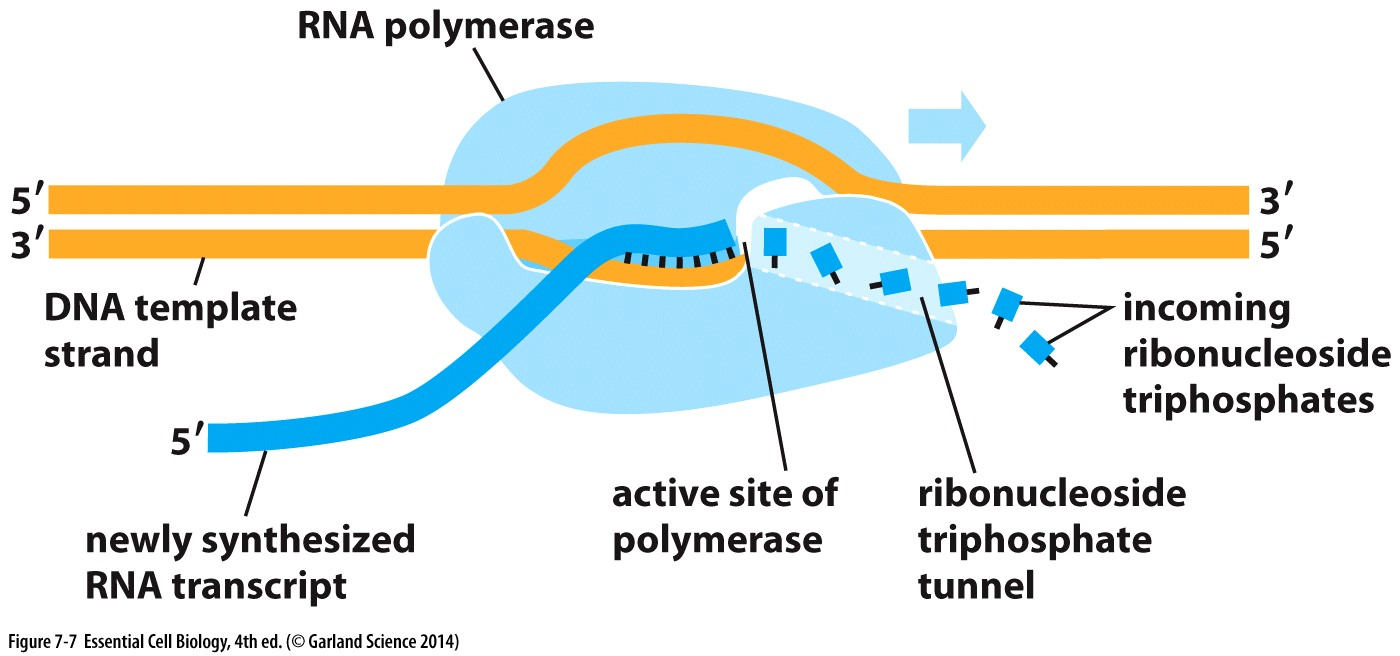 RNA polymerase
5′
3′
3′
5′
DNA template
strand
incoming
ribonucleoside
triphosphates
5′
newly synthesized
RNA transcript
active site of
polymerase
ribonucleoside
triphosphate
tunnel
Figure 7-7 Essential Cell Biology, 4th ed. (© Garland Science 2014)